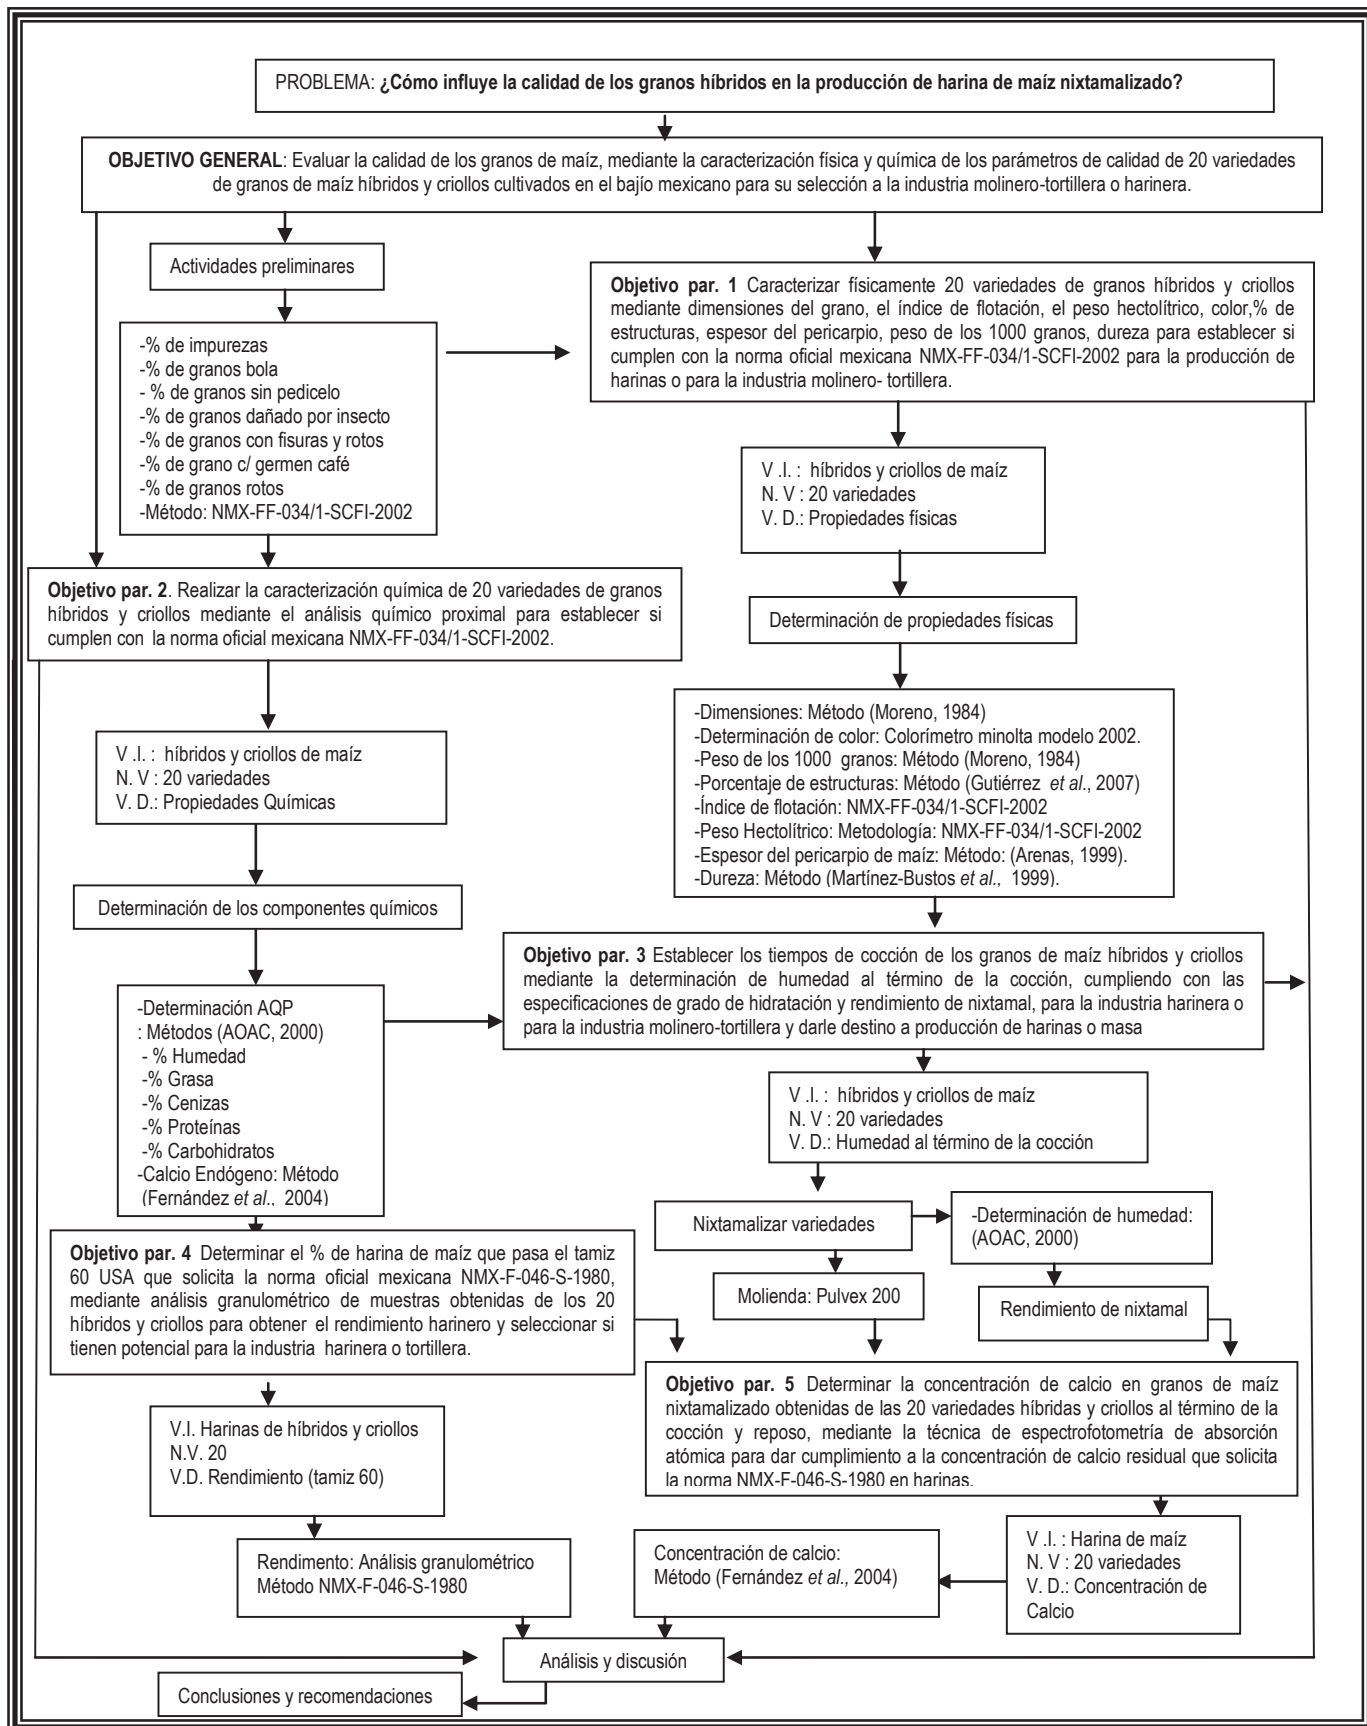 PROBLEMA: ¿Cómo influye la calidad de los granos híbridos en la producción de harina de maíz nixtamalizado?
OBJETIVO GENERAL: Evaluar la calidad de los granos de maíz, mediante la caracterización física y química de los parámetros de calidad de 20 variedades
de granos de maíz híbridos y criollos cultivados en el bajío mexicano para su selección a la industria molinero-tortillera o harinera.
Actividades preliminares
Objetivo par. 1 Caracterizar físicamente 20 variedades de granos híbridos y criollos
mediante dimensiones del grano, el índice de flotación, el peso hectolítrico, color,% de
estructuras, espesor del pericarpio, peso de los 1000 granos, dureza para establecer si
cumplen con la norma oficial mexicana NMX-FF-034/1-SCFI-2002 para la producción de
harinas o para la industria molinero- tortillera.
-% de impurezas
-% de granos bola
- % de granos sin pedicelo
-% de granos dañado por insecto
-% de granos con fisuras y rotos
-% de grano c/ germen café
-% de granos rotos
-Método: NMX-FF-034/1-SCFI-2002
V .I. : híbridos y criollos de maíz
N. V : 20 variedades
V. D.: Propiedades físicas
Objetivo par. 2. Realizar la caracterización química de 20 variedades de granos
híbridos y criollos mediante el análisis químico proximal para establecer si
cumplen con la norma oficial mexicana NMX-FF-034/1-SCFI-2002.
Determinación de propiedades físicas
-Dimensiones: Método (Moreno, 1984)
-Determinación de color: Colorímetro minolta modelo 2002.
-Peso de los 1000 granos: Método (Moreno, 1984)
-Porcentaje de estructuras: Método (Gutiérrez et al., 2007)
-Índice de flotación: NMX-FF-034/1-SCFI-2002
-Peso Hectolítrico: Metodología: NMX-FF-034/1-SCFI-2002
-Espesor del pericarpio de maíz: Método: (Arenas, 1999).
-Dureza: Método (Martínez-Bustos et al., 1999).
V .I. : híbridos y criollos de maíz
N. V : 20 variedades
V. D.: Propiedades Químicas
Determinación de los componentes químicos
Objetivo par. 3 Establecer los tiempos de cocción de los granos de maíz híbridos y criollos
mediante la determinación de humedad al término de la cocción, cumpliendo con las
especificaciones de grado de hidratación y rendimiento de nixtamal, para la industria harinera o
para la industria molinero-tortillera y darle destino a producción de harinas o masa
-Determinación AQP
: Métodos (AOAC, 2000)
- % Humedad
-% Grasa
-% Cenizas
-% Proteínas
-% Carbohidratos
-Calcio Endógeno: Método
(Fernández et al., 2004)
V .I. : híbridos y criollos de maíz
N. V : 20 variedades
V. D.: Humedad al término de la cocción
Nixtamalizar variedades
-Determinación de humedad:
(AOAC, 2000)
Molienda: Pulvex 200
Rendimiento de nixtamal
Objetivo par. 4 Determinar el % de harina de maíz que pasa el tamiz
60 USA que solicita la norma oficial mexicana NMX-F-046-S-1980,
mediante análisis granulométrico de muestras obtenidas de los 20
híbridos y criollos para obtener el rendimiento harinero y seleccionar si
tienen potencial para la industria harinera o tortillera.
Objetivo par. 5 Determinar la concentración de calcio en granos de maíz
nixtamalizado obtenidas de las 20 variedades híbridas y criollos al término de la
cocción y reposo, mediante la técnica de espectrofotometría de absorción
atómica para dar cumplimiento a la concentración de calcio residual que solicita
la norma NMX-F-046-S-1980 en harinas.
V.I. Harinas de híbridos y criollos
N.V. 20
V.D. Rendimiento (tamiz 60)
V .I. : Harina de maíz
N. V : 20 variedades
V. D.: Concentración de
Calcio
Rendimento: Análisis granulométrico
Método NMX-F-046-S-1980
Concentración de calcio:
Método (Fernández et al., 2004)
Análisis y discusión
Conclusiones y recomendaciones